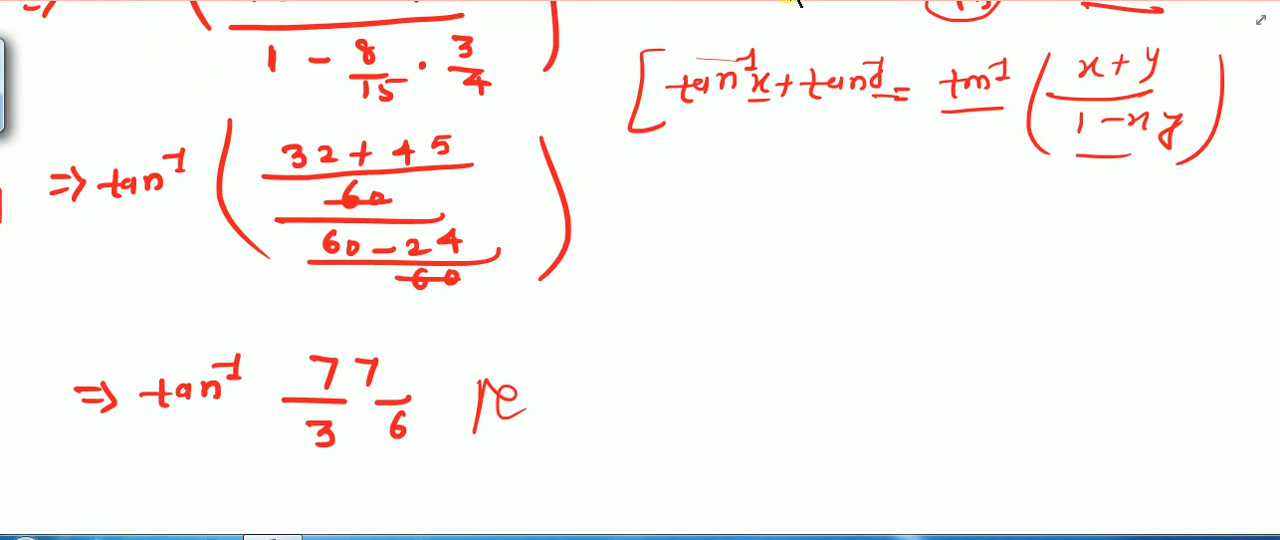 1 - 8/15 · 3/4
[tan⁻¹x + tan⁻¹y = tan⁻¹ (x+y / 1-xy)
=> tan⁻¹ (32+45/60 / 60-24/60)
=> tan⁻¹ 77/36